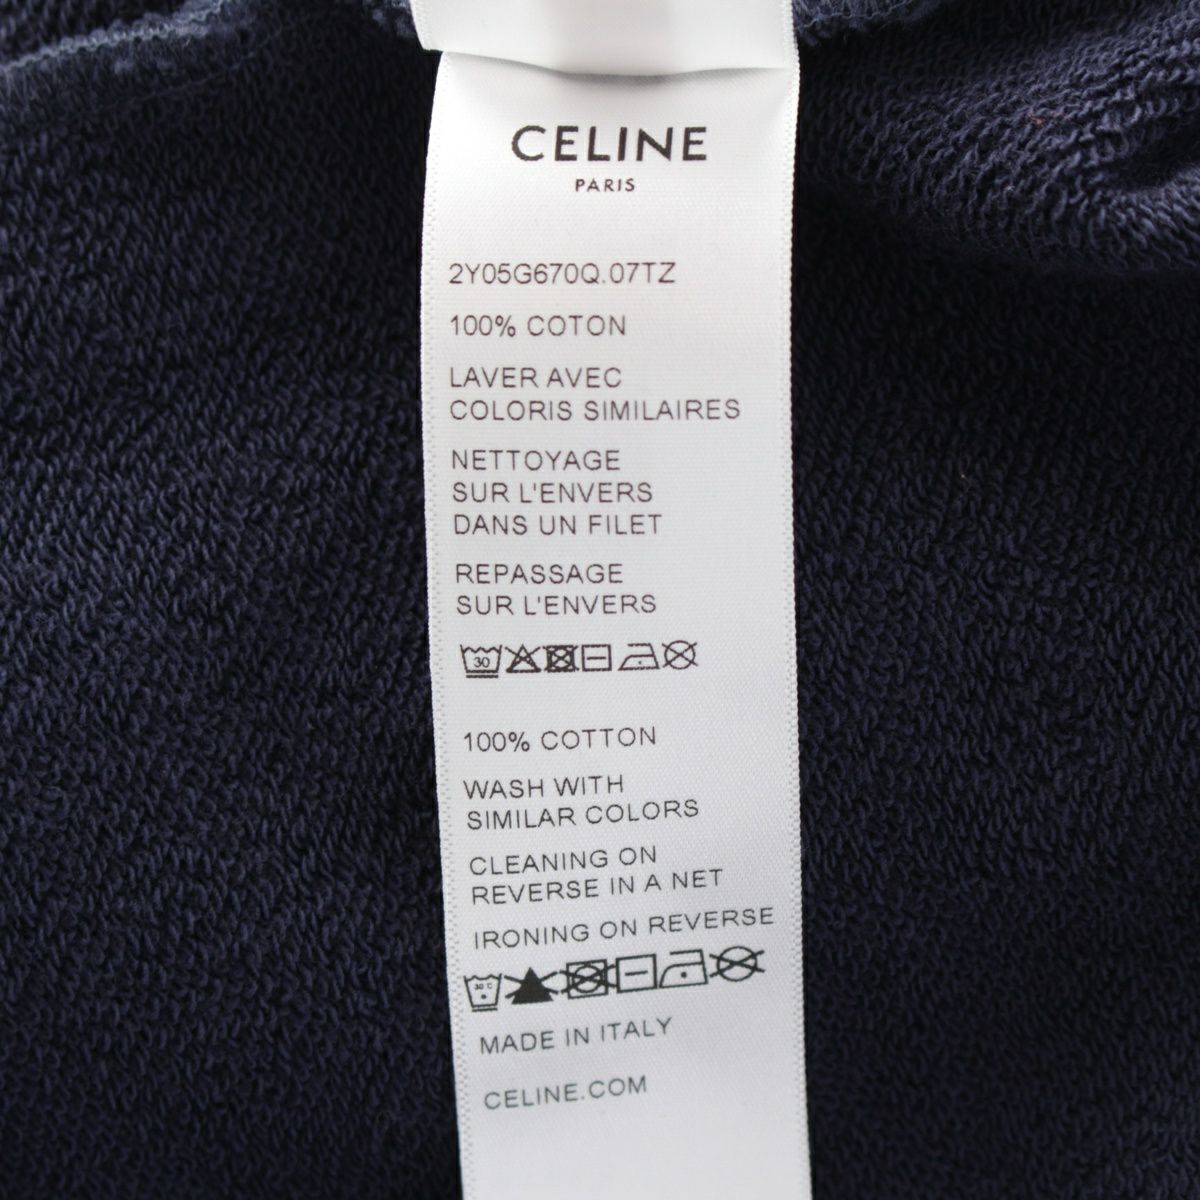 CELINE
PARIS
2Y05G670Q.07TZ
100% COTON
LAVER AVEC
COLORIS SIMILAIRES
NETTOYAGE
SUR L'ENVERS
DANS UN FILET
REPASSAGE
SUR L'ENVERS
30
100% COTTON
WASH WITH
SIMILAR COLORS
CLEANING ON
REVERSE IN A NET
IRONING ON REVERSE
30 C
MADE IN ITALY
CELINE.COM